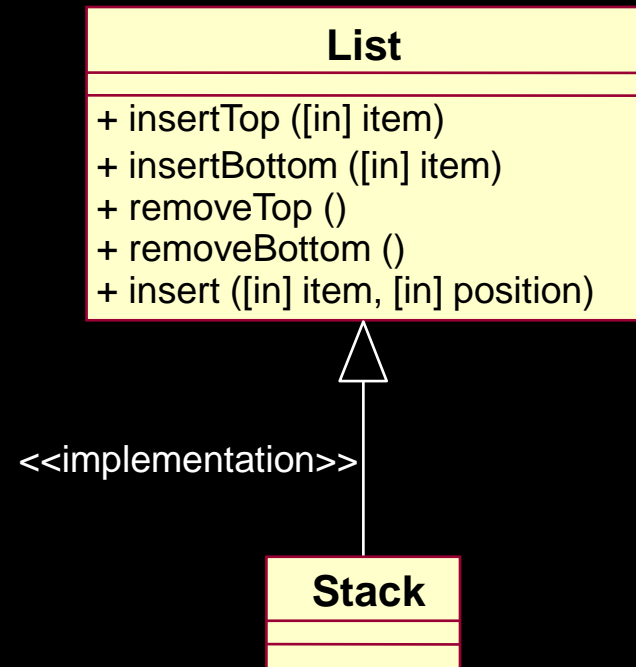 List
+ insertTop ([in] item)
+ insertBottom ([in] item)
+ removeTop ()
+ removeBottom ()
+ insert ([in] item, [in] position)
<<implementation>>
Stack